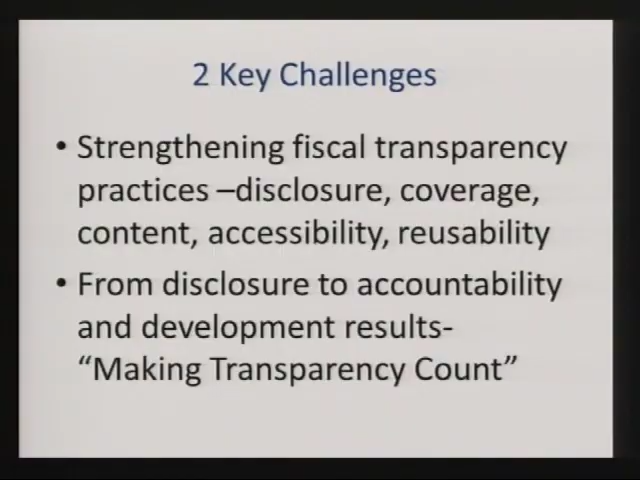 2 Key Challenges
• Strengthening fiscal transparency
practices –disclosure, coverage,
content, accessibility, reusability
• From disclosure to accountability
and development results-
“Making Transparency Count”